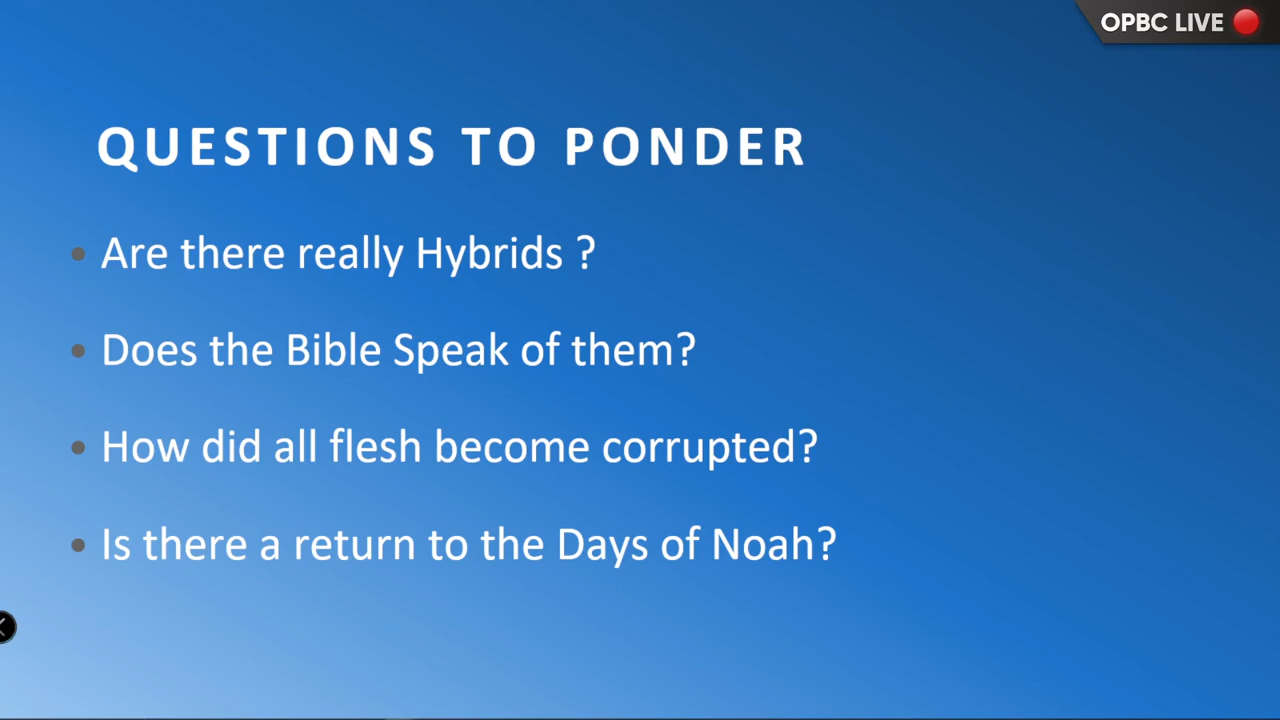 OPBC LIVE
QUESTIONS TO PONDER
• Are there really Hybrids ?
• Does the Bible Speak of them?
• How did all flesh become corrupted?
• Is there a return to the Days of Noah?